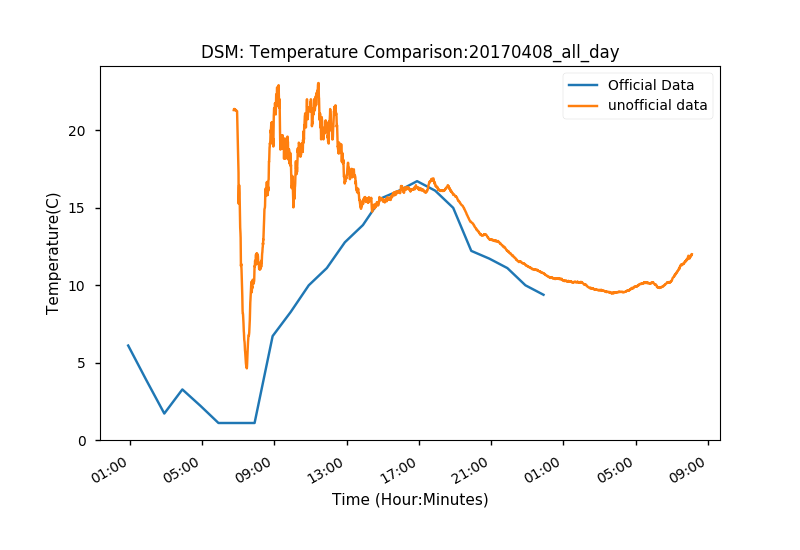 DSM: Temperature Comparison:20170408_all_day
Official Data
unofficial data
20
15
10
5
0
Temperature(C)
01:00 05:00 09:00 13:00 17:00 21:00 01:00 05:00 09:00
Time (Hour:Minutes)